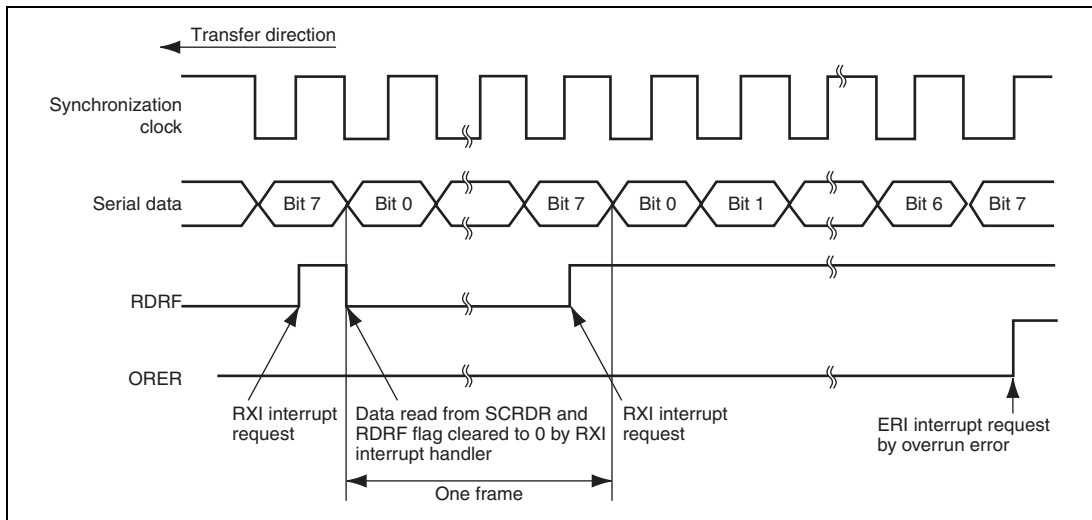 Transfer direction
Synchronization
clock
Serial data
Bit 7
Bit 0
Bit 7
Bit 0
Bit 1
Bit 6
Bit 7
RDRF
ORER
RXI interrupt
request
Data read from SCRDR and
RDRF flag cleared to 0 by RXI
interrupt handler
RXI interrupt
request
ERI interrupt request
by overrun error
One frame